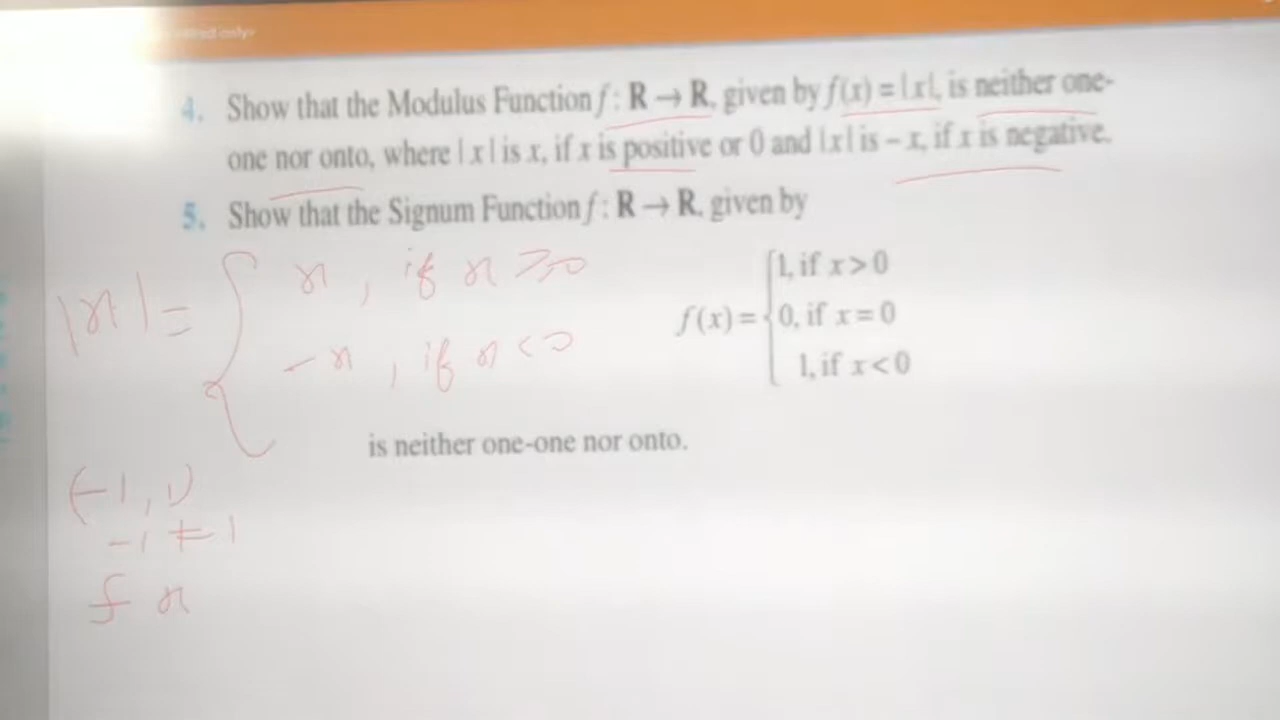 4. Show that the Modulus Function f : R → R, given by f(x) = |x|, is neither one-
one nor onto, where |x| is x, if x is positive or 0 and |x| is – x, if x is negative.
5. Show that the Signum Function f : R → R, given by
f(x) = { 1, if x > 0
0, if x = 0
1, if x < 0
is neither one-one nor onto.
|x| = { x , if x ≥ 0
-x , if x < 0
(-1, 1)
-1 ≠ 1
f x